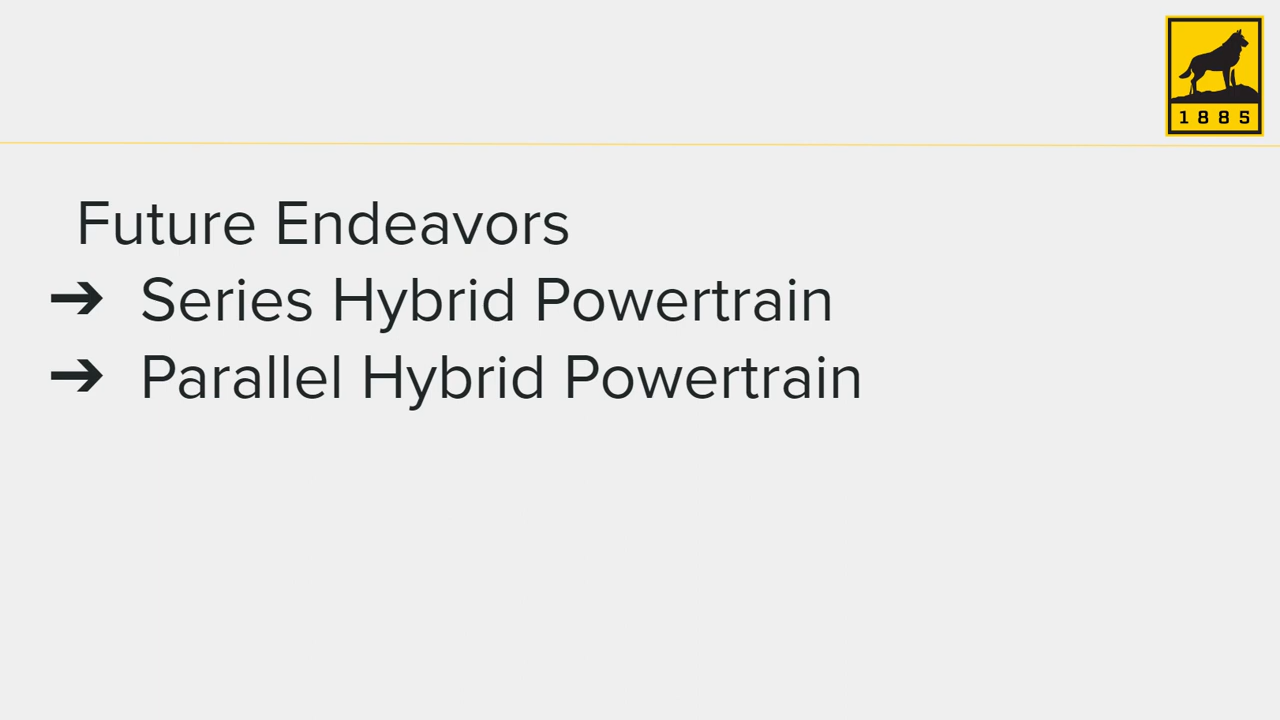 1885
Future Endeavors
➔ Series Hybrid Powertrain
➔ Parallel Hybrid Powertrain